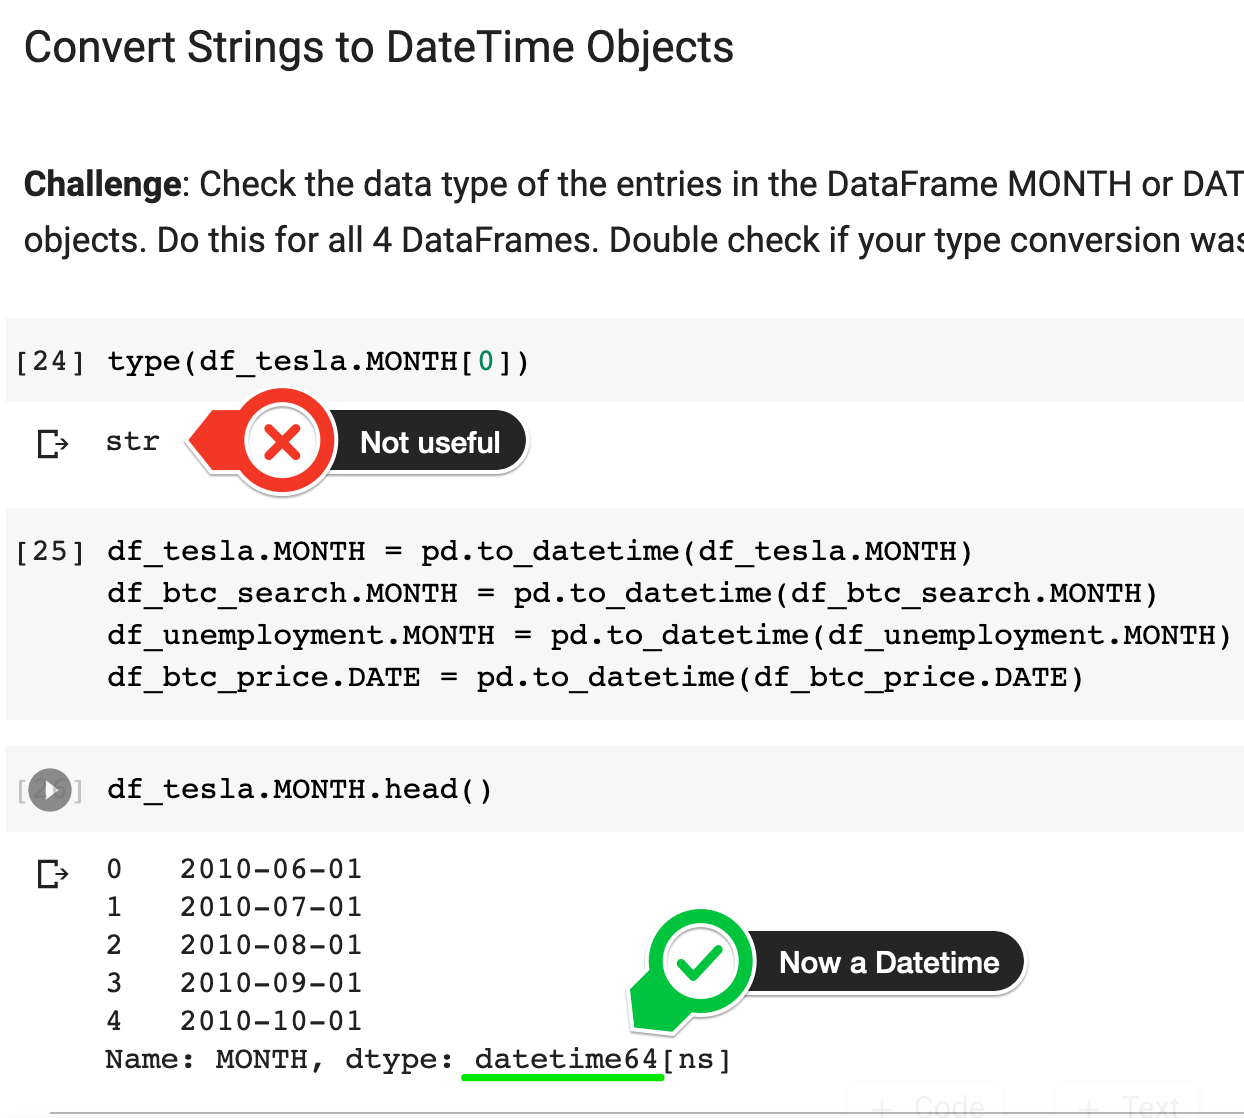 Convert Strings to DateTime Objects
Challenge: Check the data type of the entries in the DataFrame MONTH or DAT
objects. Do this for all 4 DataFrames. Double check if your type conversion was
[24] type(df_tesla.MONTH[0])
str
Not useful
[25] df_tesla.MONTH = pd.to_datetime(df_tesla.MONTH)
df_btc_search.MONTH = pd.to_datetime(df_btc_search.MONTH)
df_unemployment.MONTH = pd.to_datetime(df_unemployment.MONTH)
df_btc_price.DATE = pd.to_datetime(df_btc_price.DATE)
[26] df_tesla.MONTH.head()
0 2010-06-01
1 2010-07-01
2 2010-08-01
3 2010-09-01
4 2010-10-01
Now a Datetime
Name: MONTH, dtype: datetime64[ns]
+ Code + Text